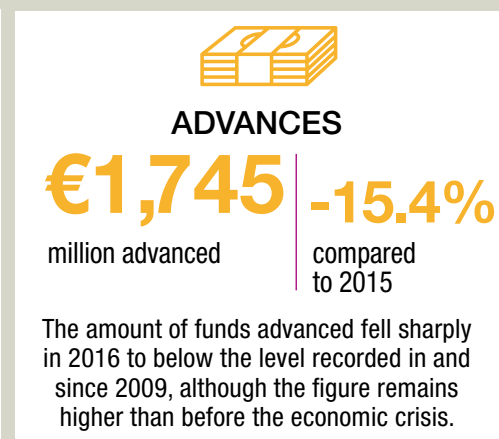 ADVANCES
€1,745
million advanced
-15.4%
compared
to 2015
The amount of funds advanced fell sharply
in 2016 to below the level recorded in and
since 2009, although the figure remains
higher than before the economic crisis.